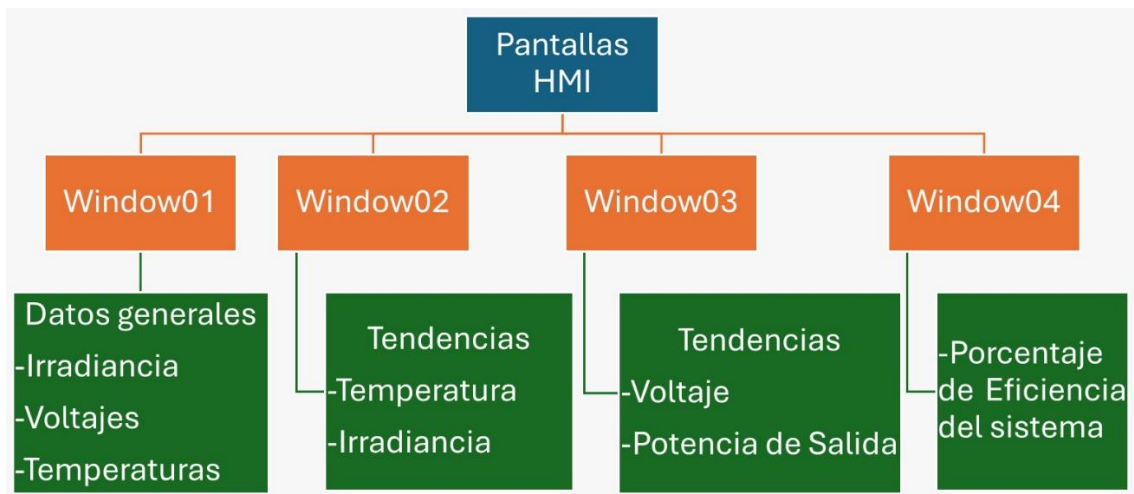 Pantallas
HMI
Window01
Window02
Window03
Window04
Datos generales
-Irradiancia
-Voltajes
-Temperaturas
Tendencias
-Temperatura
-Irradiancia
Tendencias
-Voltaje
-Potencia de Salida
-Porcentaje
de Eficiencia
del sistema